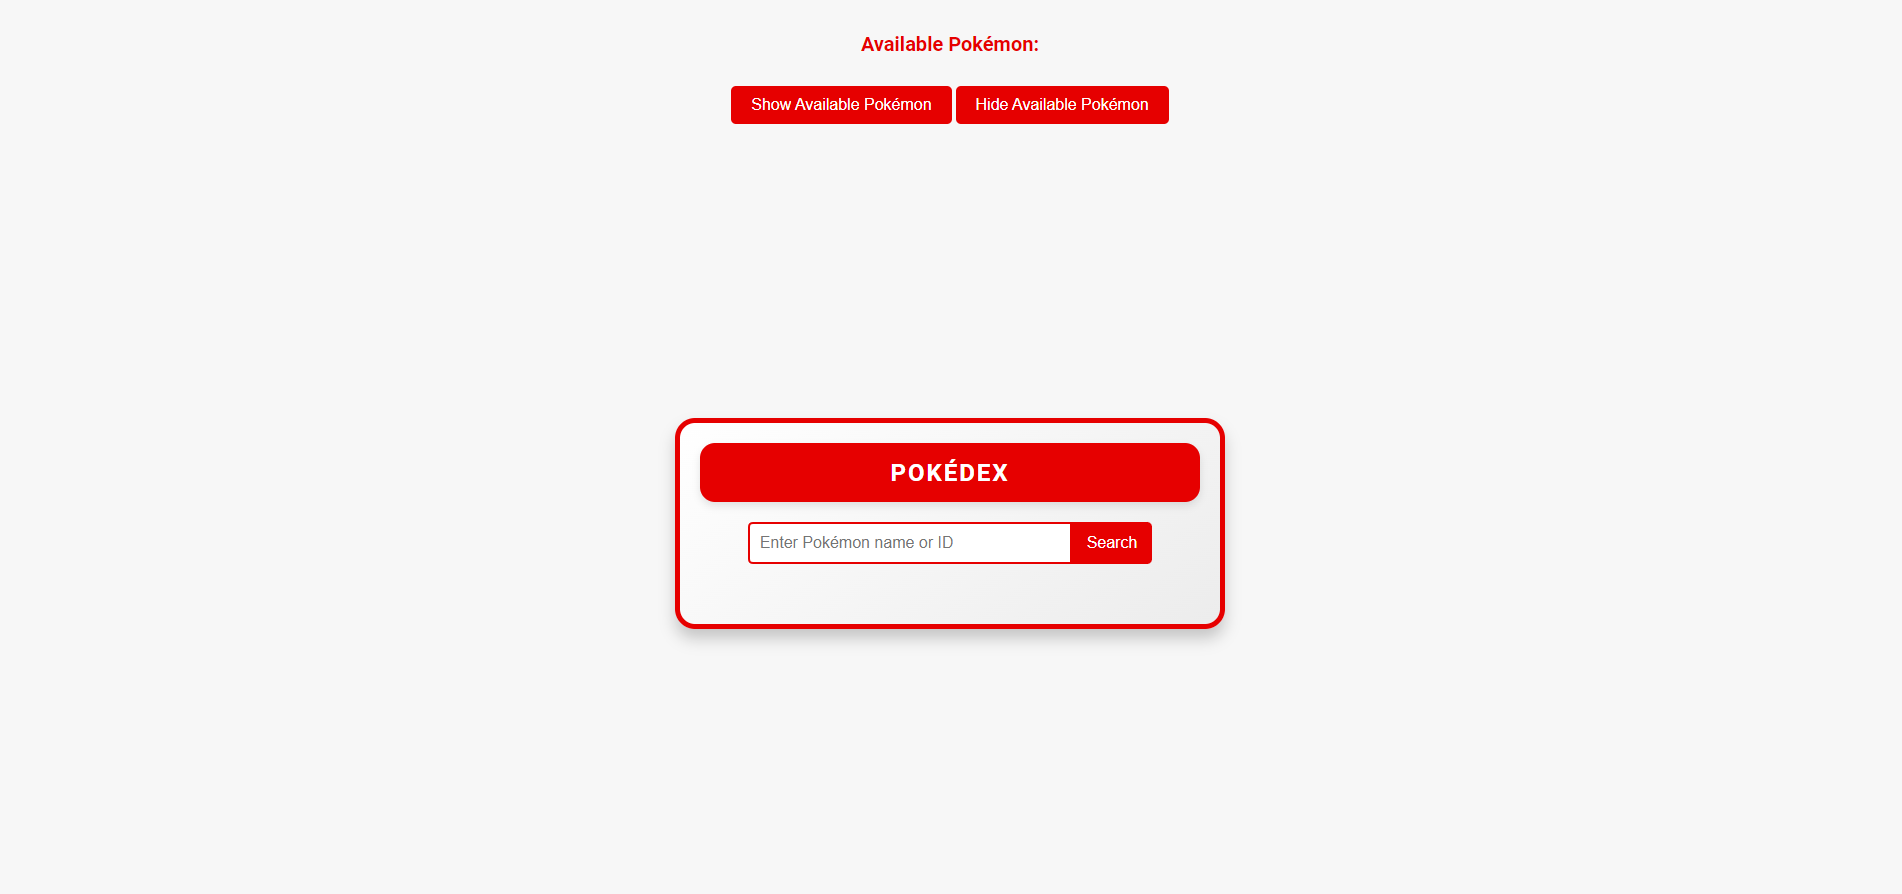 Available Pokémon:
Show Available Pokémon Hide Available Pokémon
POKÉDEX
Enter Pokémon name or ID Search